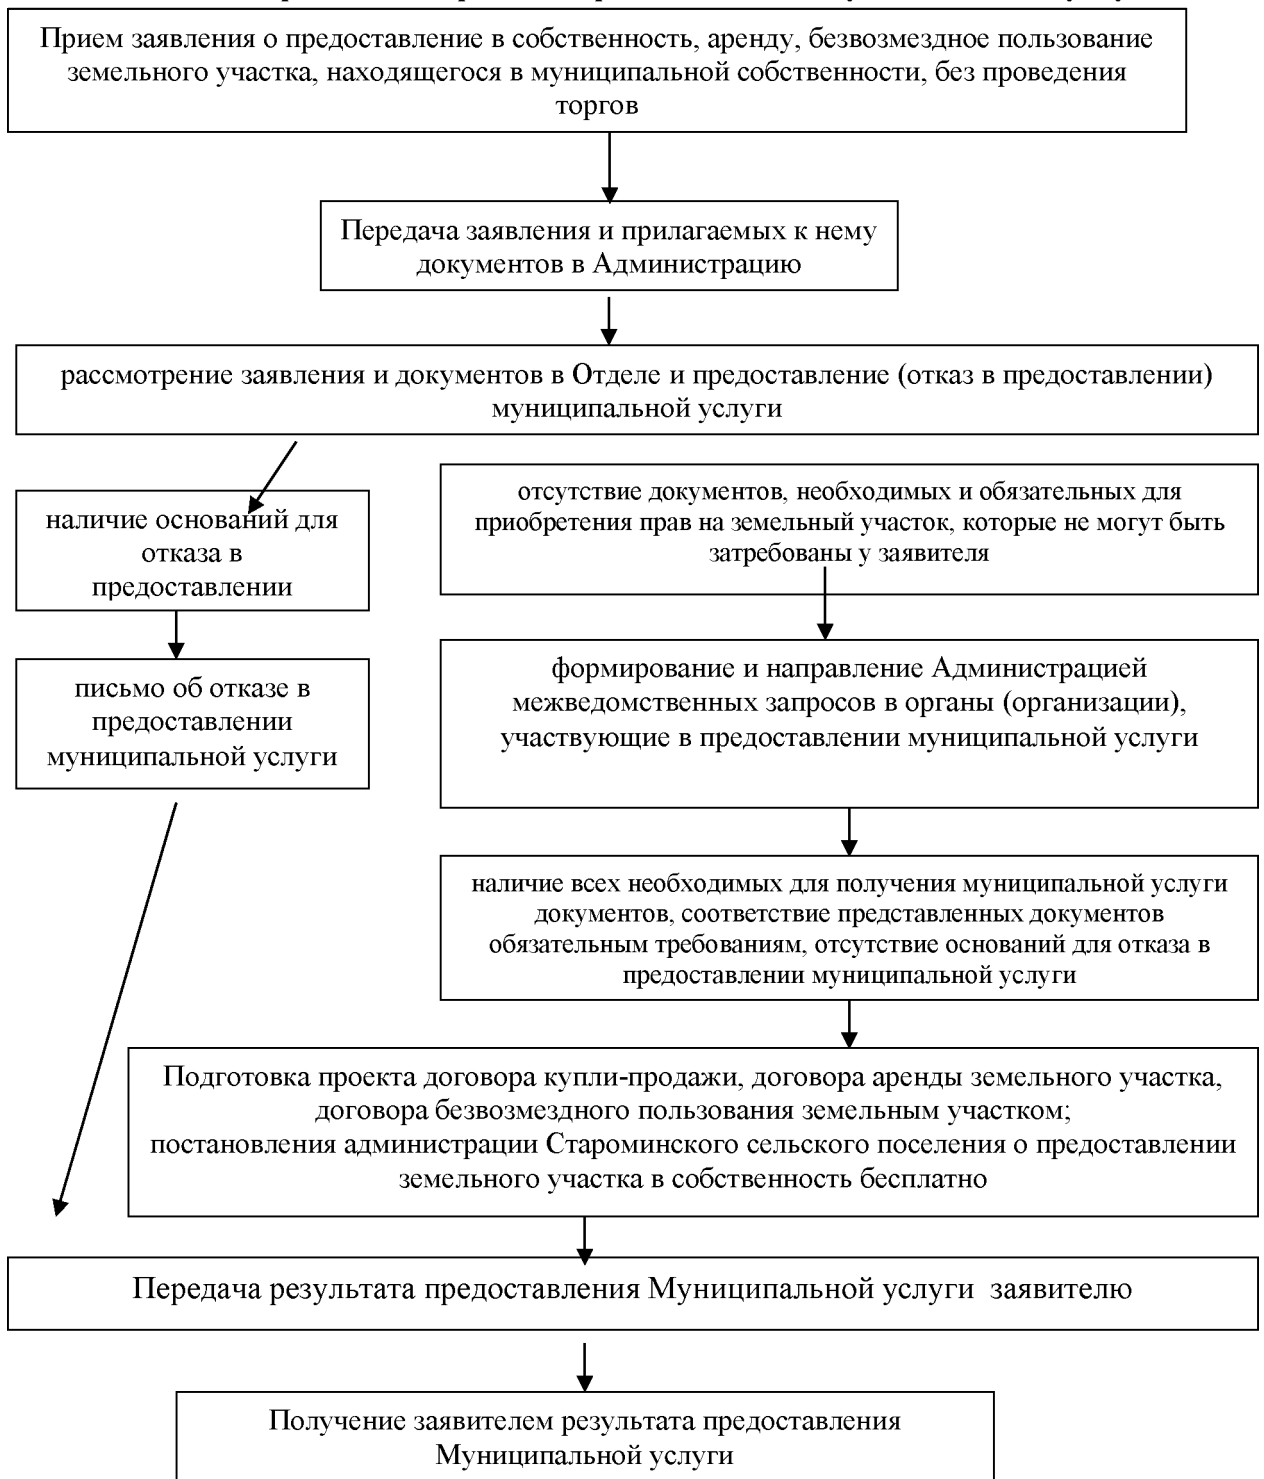 Прием заявления о предоставление в собственность, аренду, безвозмездное пользование
земельного участка, находящегося в муниципальной собственности, без проведения
торгов
Передача заявления и прилагаемых к нему
документов в Администрацию
рассмотрение заявления и документов в Отделе и предоставление (отказ в предоставлении)
муниципальной услуги
наличие оснований для
отказа в
предоставлении
отсутствие документов, необходимых и обязательных для
приобретения прав на земельный участок, которые не могут быть
затребованы у заявителя
письмо об отказе в
предоставлении
муниципальной услуги
формирование и направление Администрацией
межведомственных запросов в органы (организации),
участвующие в предоставлении муниципальной услуги
наличие всех необходимых для получения муниципальной услуги
документов, соответствие представленных документов
обязательным требованиям, отсутствие оснований для отказа в
предоставлении муниципальной услуги
Подготовка проекта договора купли-продажи, договора аренды земельного участка,
договора безвозмездного пользования земельным участком;
постановления администрации Староминского сельского поселения о предоставлении
земельного участка в собственность бесплатно
Передача результата предоставления Муниципальной услуги заявителю
Получение заявителем результата предоставления
Муниципальной услуги